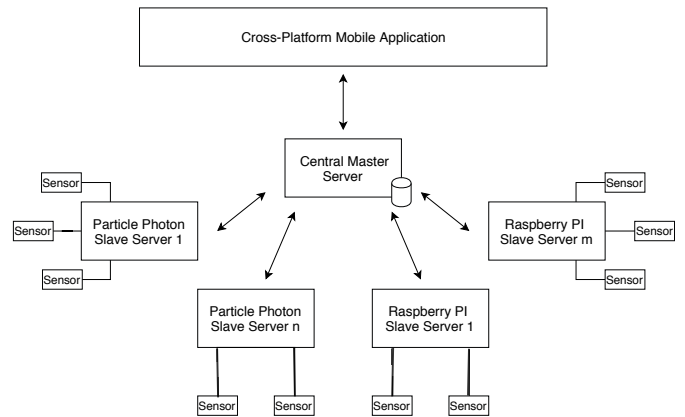 Cross-Platform Mobile Application
Central Master
Server
Sensor
Sensor
Sensor
Particle Photon
Slave Server 1
Raspberry PI
Slave Server m
Sensor
Sensor
Sensor
Particle Photon
Slave Server n
Raspberry PI
Slave Server 1
Sensor
Sensor
Sensor
Sensor